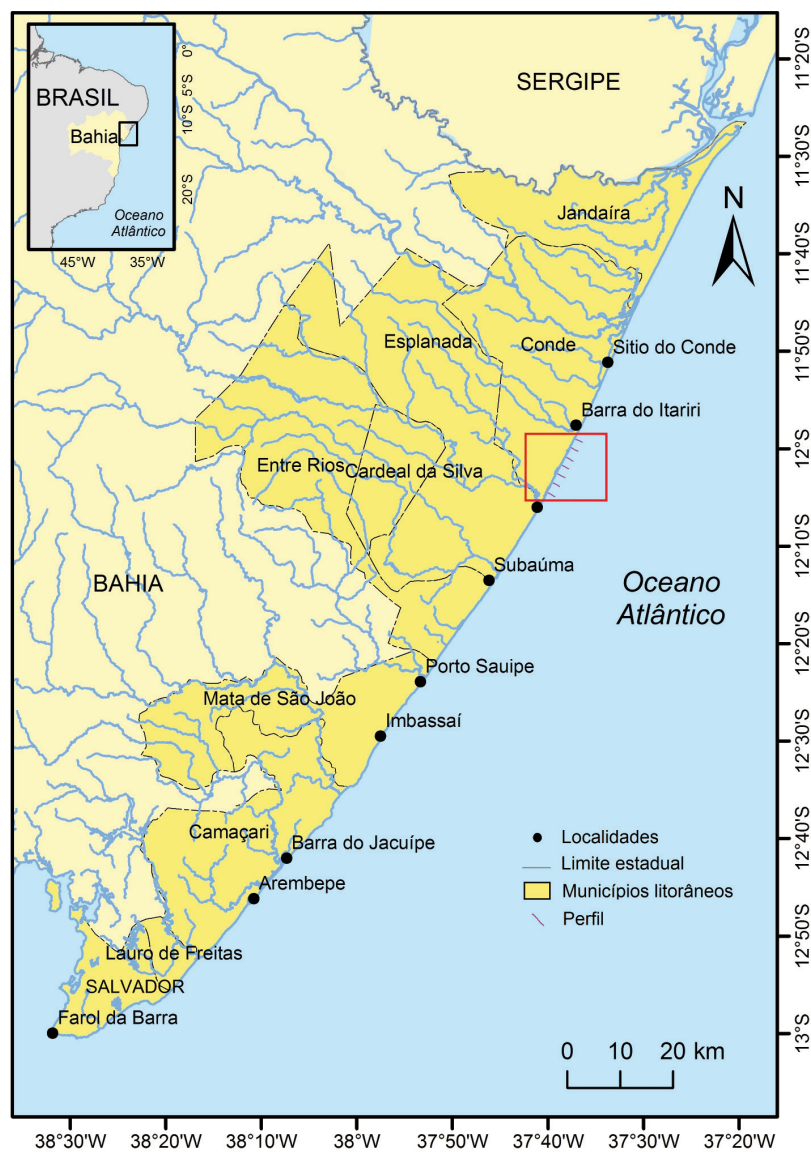 BRASIL
Bahia
Oceano
Atlântico
0°
5°S
10°S
20°S
45°W
35°W
SERGIPE
11°20'S
11°30'S
11°40'S
11°50'S
12°S
12°10'S
12°20'S
12°30'S
12°40'S
12°50'S
13°S
N
Jandaíra
Esplanada
Conde
Sitio do Conde
Barra do Itariri
Entre Rios
Cardeal da Silva
BAHIA
Subaúma
Oceano
Atlântico
Porto Sauipe
Mata de São João
Imbassaí
Camaçari
Barra do Jacuípe
Arembepe
Lauro de Freitas
SALVADOR
Farol da Barra
Localidades
Limite estadual
Municípios litorâneos
Perfil
0 10 20 km
38°30'W 38°20'W 38°10'W 38°W 37°50'W 37°40'W 37°30'W 37°20'W